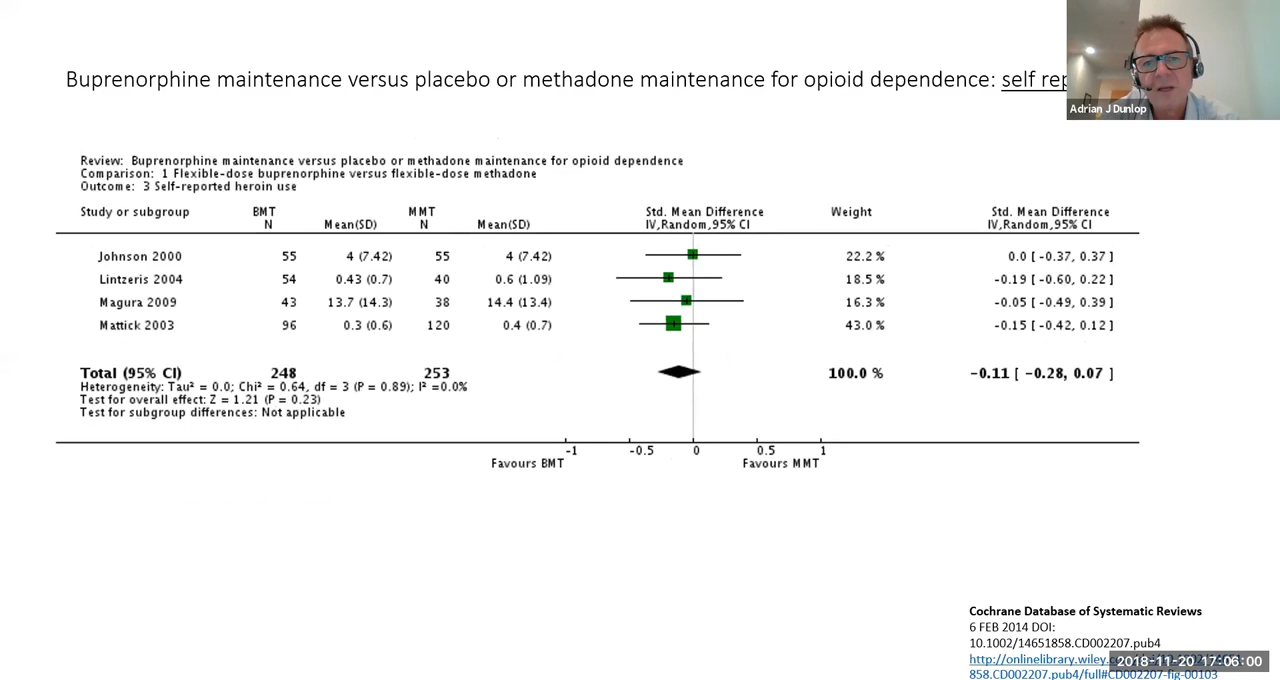 Buprenorphine maintenance versus placebo or methadone maintenance for opioid dependence: self
Adrian J Dunlop
Review: Buprenorphine maintenance versus placebo or methadone maintenance for opioid dependence
Comparison: 1 Flexible-dose buprenorphine versus flexible-dose methadone
Outcome: 3 Self-reported heroin use
Study or subgroup BMT MMT Std. Mean Difference Weight Std. Mean Difference
N Mean(SD) N Mean(SD) IV,Random,95% CI IV,Random,95% CI
Johnson 2000 55 4 (7.42) 55 4 (7.42) 22.2 % 0.0 [ -0.37, 0.37 ]
Lintzeris 2004 54 0.43 (0.7) 40 0.6 (1.09) 18.5 % -0.19 [ -0.60, 0.22 ]
Magura 2009 43 13.7 (14.3) 38 14.4 (13.4) 16.3 % -0.05 [ -0.49, 0.39 ]
Mattick 2003 96 0.3 (0.6) 120 0.4 (0.7) 43.0 % -0.15 [ -0.42, 0.12 ]
Total (95% CI) 248 253 100.0 % -0.11 [ -0.28, 0.07 ]
Heterogeneity: Tau² = 0.0; Chi² = 0.64, df = 3 (P = 0.89); I² =0.0%
Test for overall effect: Z = 1.21 (P = 0.23)
Test for subgroup differences: Not applicable
-1 -0.5 0 0.5 1
Favours BMT Favours MMT
Cochrane Database of Systematic Reviews
6 FEB 2014 DOI:
10.1002/14651858.CD002207.pub4
http://onlinelibrary.wiley.
2018-11-20 17:06:00
858.CD002207.pub4/full#CD002207-fig-00103